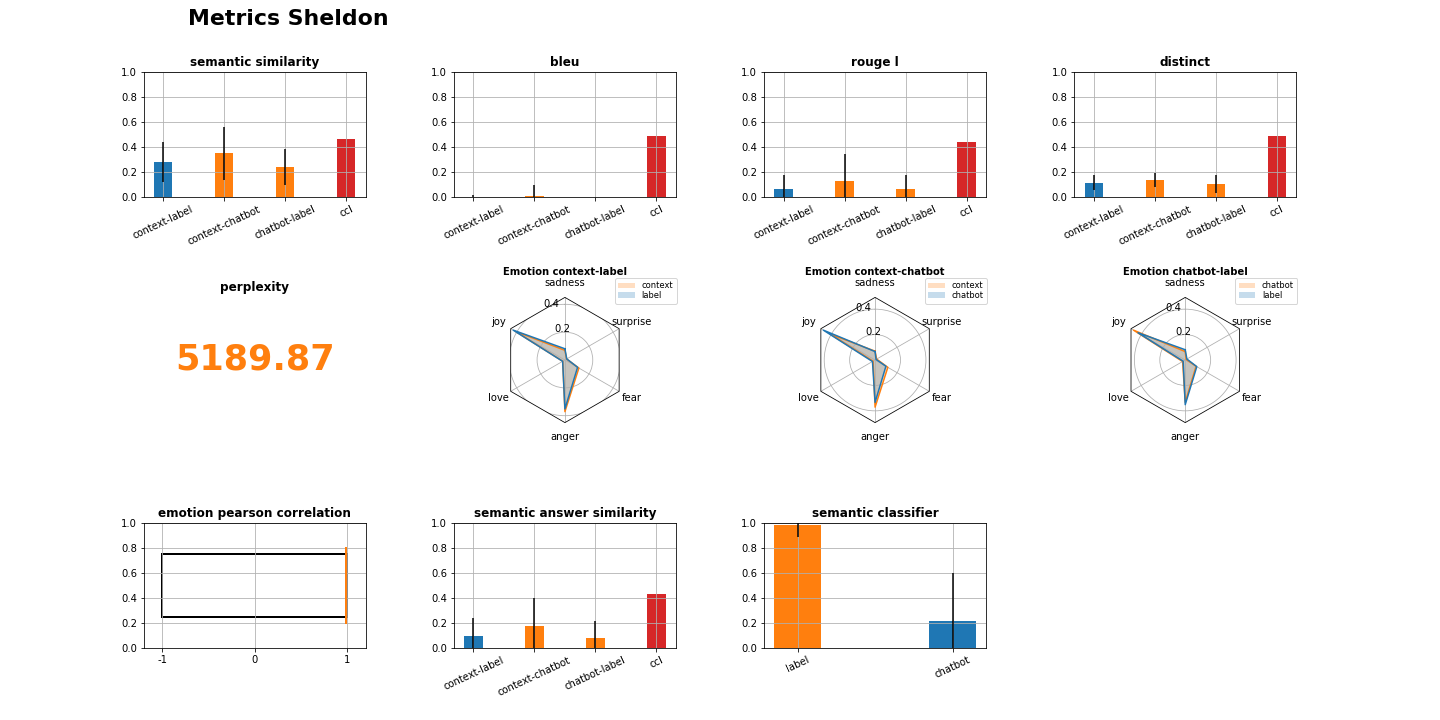 Metrics Sheldon
semantic similarity
1.0
0.8
0.6
0.4
0.2
0.0
context-label
context-chatbot
chatbot-label
ccl
bleu
1.0
0.8
0.6
0.4
0.2
0.0
context-label
context-chatbot
chatbot-label
ccl
rouge l
1.0
0.8
0.6
0.4
0.2
0.0
context-label
context-chatbot
chatbot-label
ccl
distinct
1.0
0.8
0.6
0.4
0.2
0.0
context-label
context-chatbot
chatbot-label
ccl
perplexity
5189.87
Emotion context-label
sadness
context
label
0.4
0.2
joy
surprise
love
fear
anger
Emotion context-chatbot
sadness
context
chatbot
0.4
0.2
joy
surprise
love
fear
anger
Emotion chatbot-label
sadness
chatbot
label
0.4
0.2
joy
surprise
love
fear
anger
emotion pearson correlation
1.0
0.8
0.6
0.4
0.2
0.0
-1
0
1
semantic answer similarity
1.0
0.8
0.6
0.4
0.2
0.0
context-label
context-chatbot
chatbot-label
ccl
semantic classifier
1.0
0.8
0.6
0.4
0.2
0.0
label
chatbot